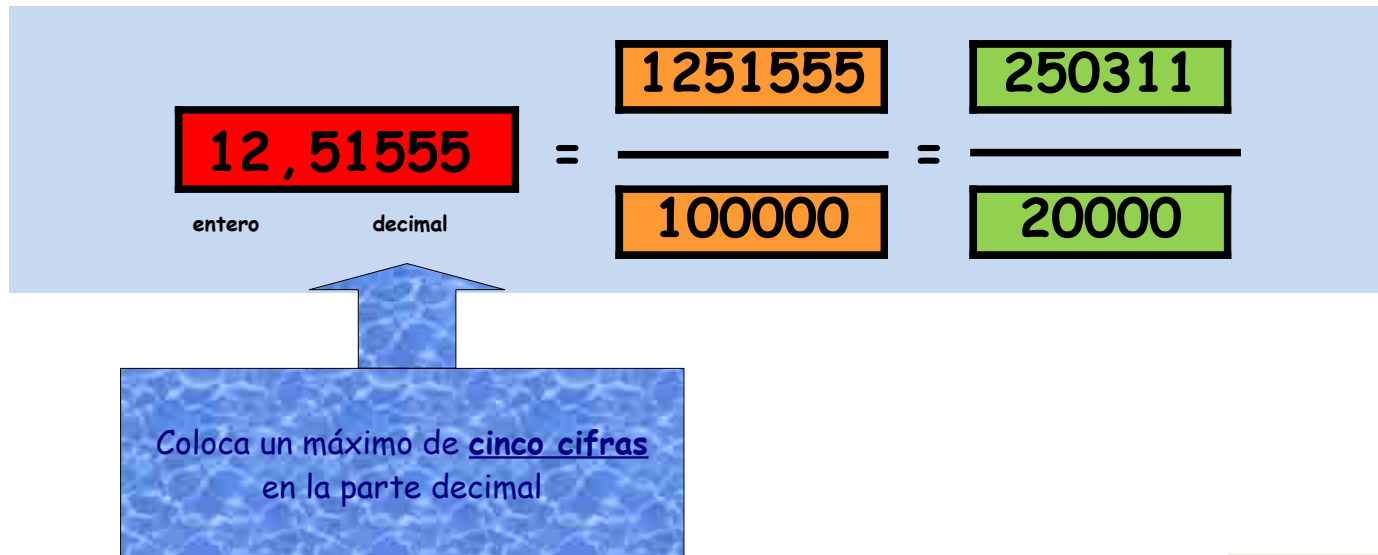 12,51555 = 1251555 / 100000 = 250311 / 20000
entero decimal
Coloca un máximo de cinco cifras
en la parte decimal